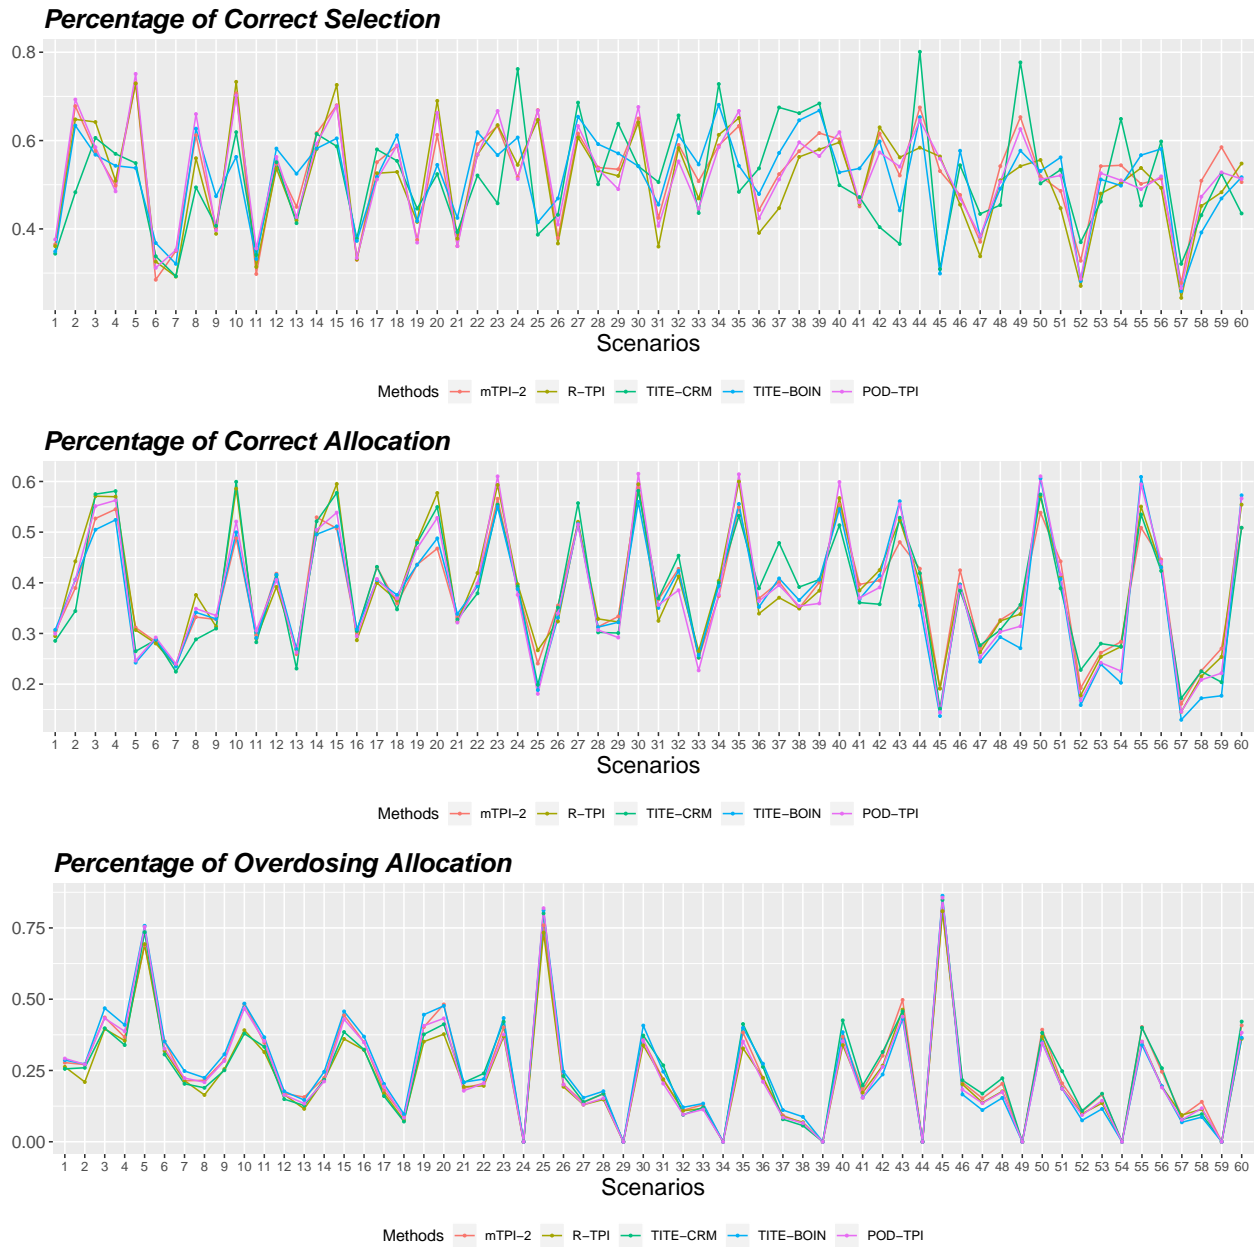 Percentage of Correct Selection
0.8
0.6
0.4
1 2 3 4 5 6 7 8 9 10 11 12 13 14 15 16 17 18 19 20 21 22 23 24 25 26 27 28 29 30 31 32 33 34 35 36 37 38 39 40 41 42 43 44 45 46 47 48 49 50 51 52 53 54 55 56 57 58 59 60
Scenarios
Methods mTPI−2 R−TPI TITE−CRM TITE−BOIN POD−TPI
Percentage of Correct Allocation
0.6
0.5
0.4
0.3
0.2
1 2 3 4 5 6 7 8 9 10 11 12 13 14 15 16 17 18 19 20 21 22 23 24 25 26 27 28 29 30 31 32 33 34 35 36 37 38 39 40 41 42 43 44 45 46 47 48 49 50 51 52 53 54 55 56 57 58 59 60
Scenarios
Methods mTPI−2 R−TPI TITE−CRM TITE−BOIN POD−TPI
Percentage of Overdosing Allocation
0.75
0.50
0.25
0.00
1 2 3 4 5 6 7 8 9 10 11 12 13 14 15 16 17 18 19 20 21 22 23 24 25 26 27 28 29 30 31 32 33 34 35 36 37 38 39 40 41 42 43 44 45 46 47 48 49 50 51 52 53 54 55 56 57 58 59 60
Scenarios
Methods mTPI−2 R−TPI TITE−CRM TITE−BOIN POD−TPI